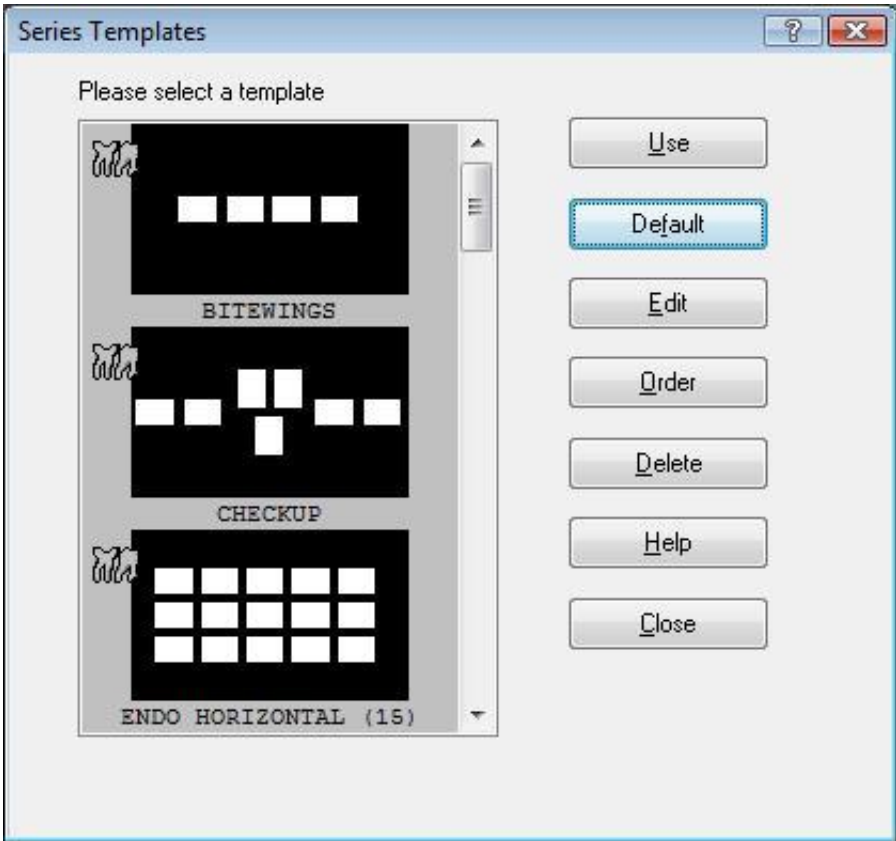 Series Templates
Please select a template
BITEWINGS
CHECKUP
ENDO HORIZONTAL (15)
Use
Default
Edit
Order
Delete
Help
Close